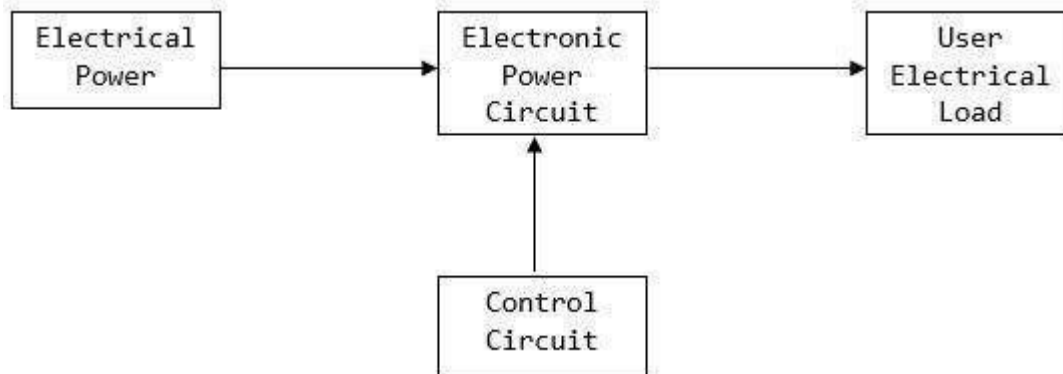 Electrical
Power
Electronic
Power
Circuit
User
Electrical
Load
Control
Circuit